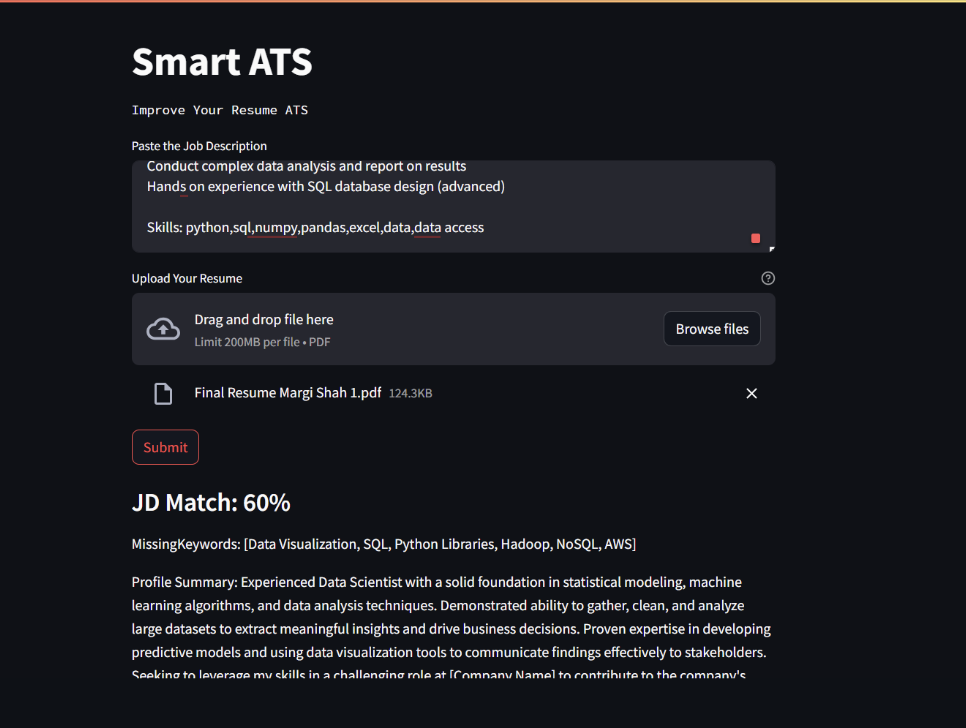 Smart ATS
Improve Your Resume ATS
Paste the Job Description
Conduct complex data analysis and report on results
Hands on experience with SQL database design (advanced)
Skills: python,sql,numpy,pandas,excel,data,data access
Upload Your Resume
Drag and drop file here
Limit 200MB per file • PDF
Browse files
Final Resume Margi Shah 1.pdf 124.3KB
Submit
JD Match: 60%
MissingKeywords: [Data Visualization, SQL, Python Libraries, Hadoop, NoSQL, AWS]
Profile Summary: Experienced Data Scientist with a solid foundation in statistical modeling, machine
learning algorithms, and data analysis techniques. Demonstrated ability to gather, clean, and analyze
large datasets to extract meaningful insights and drive business decisions. Proven expertise in developing
predictive models and using data visualization tools to communicate findings effectively to stakeholders.
Seeking to leverage my skills in a challenging role at [Company Name] to contribute to the company's